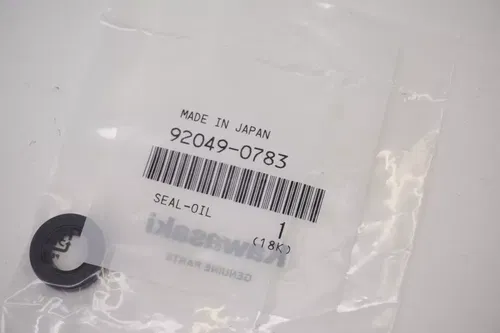 MADE IN JAPAN
92049-0783
SEAL-OIL
1
(18K)
Kawasaki
GENUINE PARTS